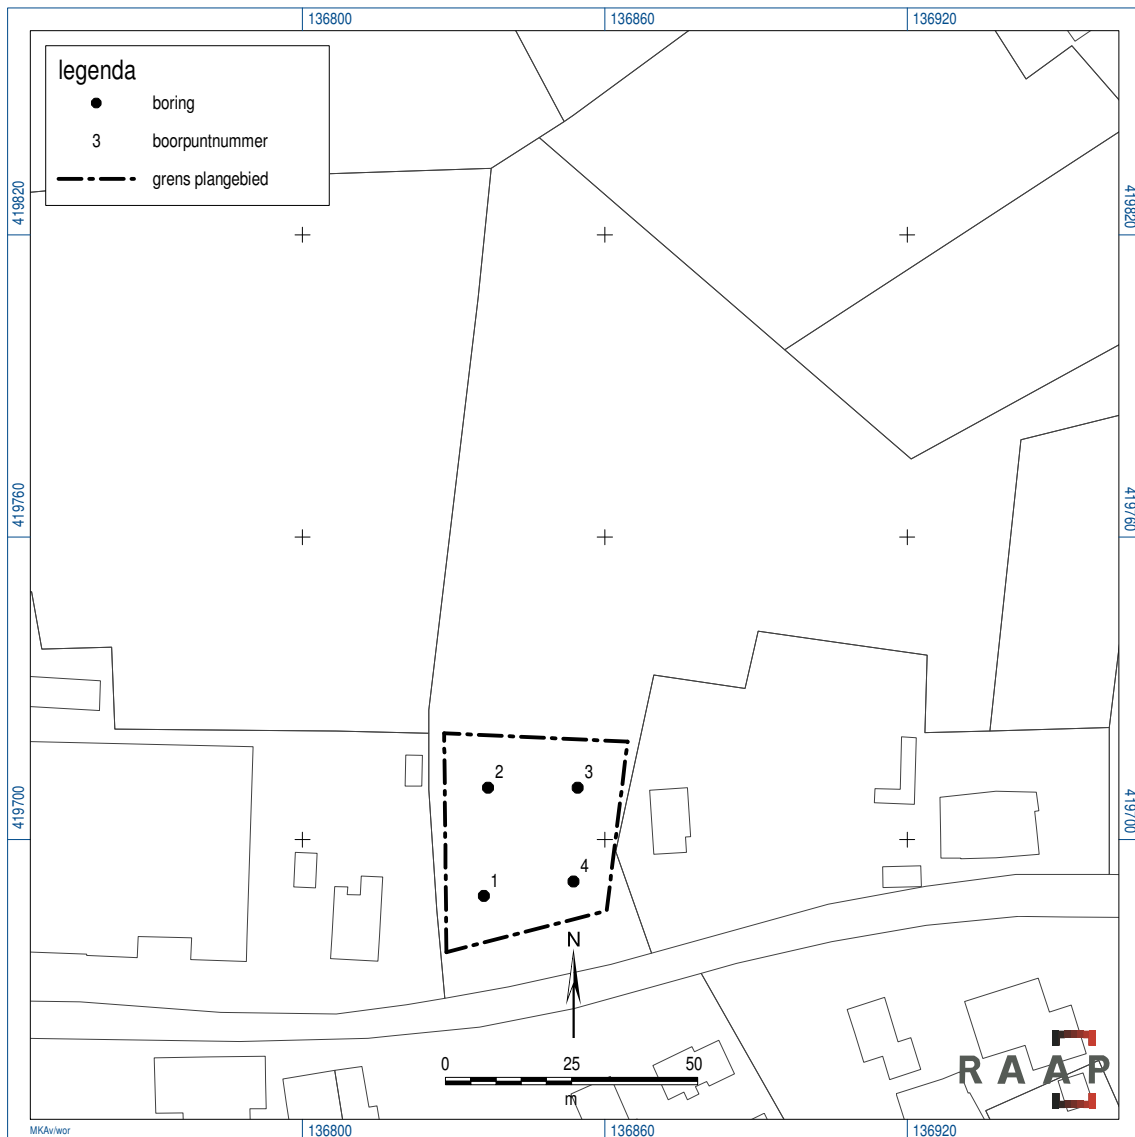 136800
136860
136920
legenda
boring
3 boorpuntnummer
grens plangebied
419820
419820
419760
419760
419700
419700
2
3
4
1
N
0 25 50
m
RAAP
MKAv/wor
136800
136860
136920